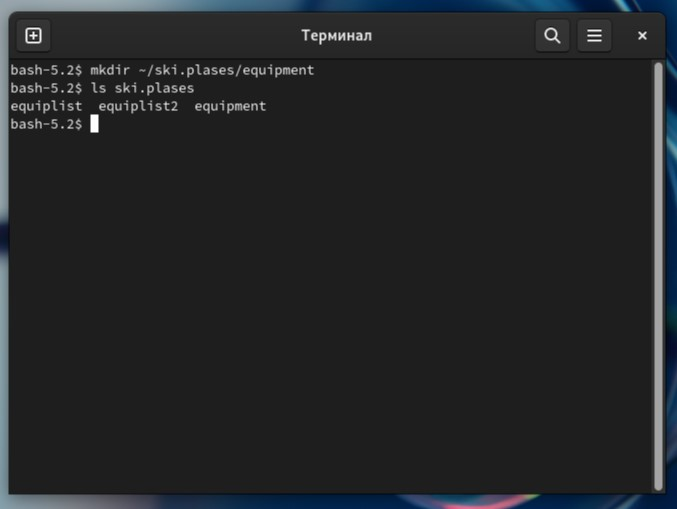 Терминал
bash-5.2$ mkdir ~/ski.plases/equipment
bash-5.2$ ls ski.plases
equiplist  equiplist2  equipment
bash-5.2$